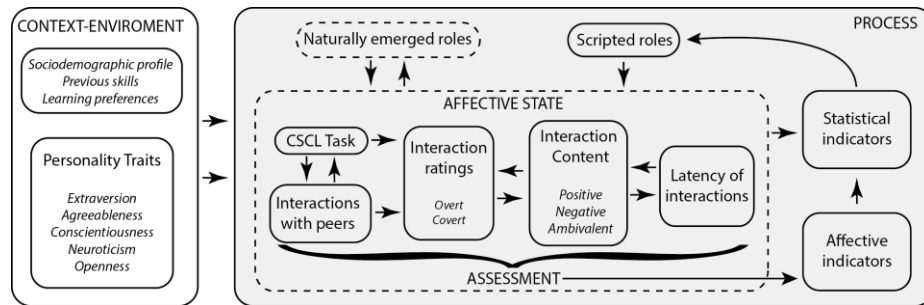 CONTEXT-ENVIROMENT
Sociodemographic profile
Previous skills
Learning preferences
Personality Traits
Extraversion
Agreeableness
Conscientiousness
Neuroticism
Openness
PROCESS
Naturally emerged roles
Scripted roles
AFFECTIVE STATE
CSCL Task
Interactions
with peers
Interaction
ratings
Overt
Covert
Interaction
Content
Positive
Negative
Ambivalent
Latency of
interactions
ASSESSMENT
Statistical
indicators
Affective
indicators